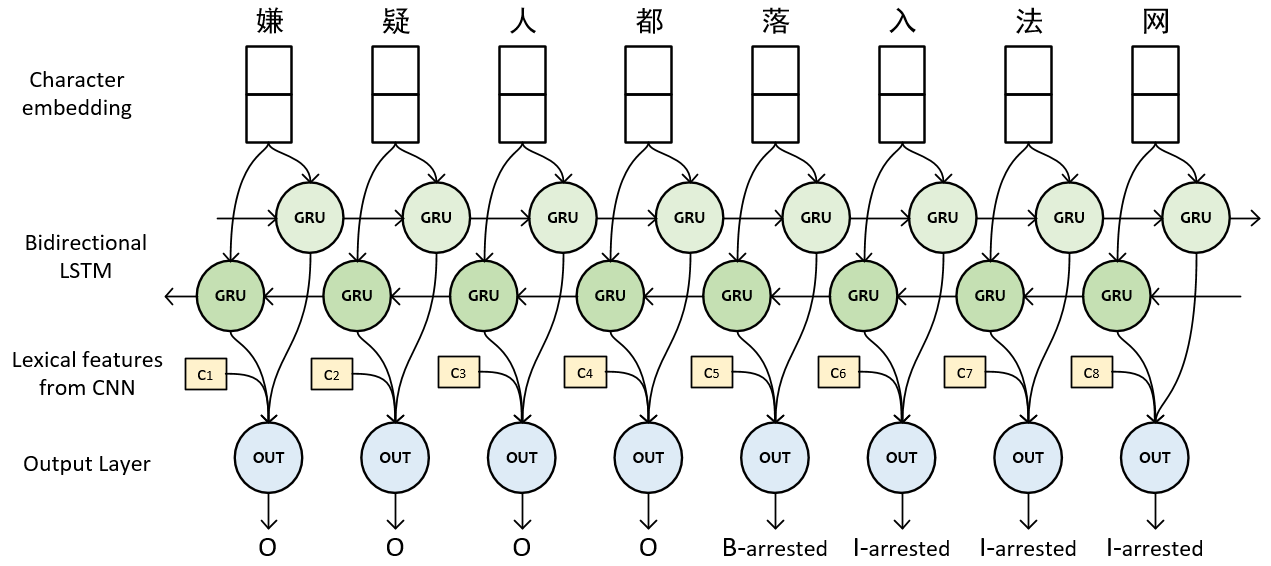 嫌 疑 人 都 落 入 法 网
Character
embedding
GRU GRU GRU GRU GRU GRU GRU GRU
Bidirectional
LSTM
GRU GRU GRU GRU GRU GRU GRU GRU
Lexical features
from CNN
C1 C2 C3 C4 C5 C6 C7 C8
Output Layer
OUT OUT OUT OUT OUT OUT OUT OUT
O O O O B-arrested I-arrested I-arrested I-arrested